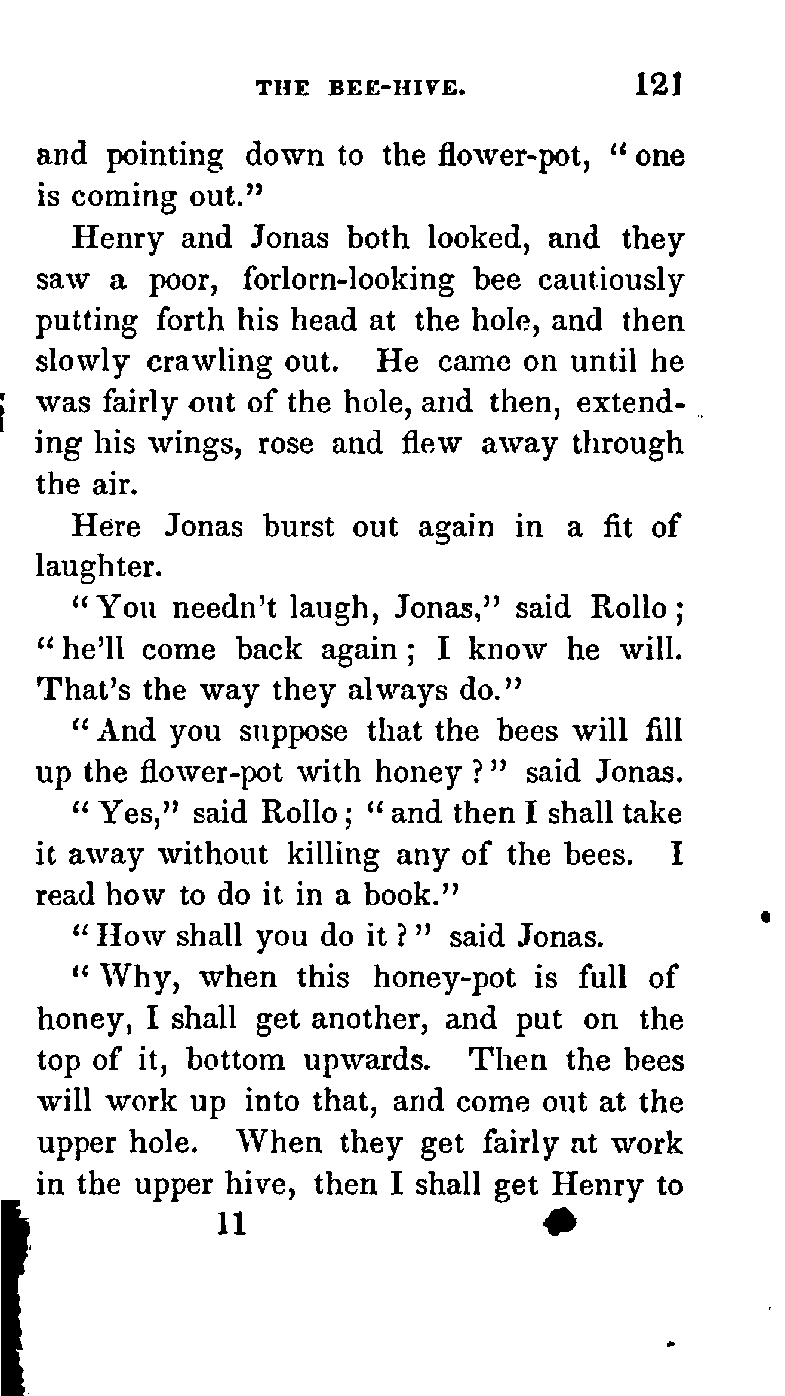 THE BEE-HIVE. 121
and pointing down to the flower-pot, “one
is coming out.”
Henry and Jonas both looked, and they
saw a poor, forlorn-looking bee cautiously
putting forth his head at the hole, and then
slowly crawling out. He came on until he
was fairly out of the hole, and then, extend-
ing his wings, rose and flew away through
the air.
Here Jonas burst out again in a fit of
laughter.
“You needn't laugh, Jonas,” said Rollo;
“he'll come back again; I know he will.
That's the way they always do.”
“And you suppose that the bees will fill
up the flower-pot with honey?” said Jonas.
“Yes,” said Rollo; “and then I shall take
it away without killing any of the bees. I
read how to do it in a book.”
“How shall you do it?” said Jonas.
“Why, when this honey-pot is full of
honey, I shall get another, and put on the
top of it, bottom upwards. Then the bees
will work up into that, and come out at the
upper hole. When they get fairly at work
in the upper hive, then I shall get Henry to
11